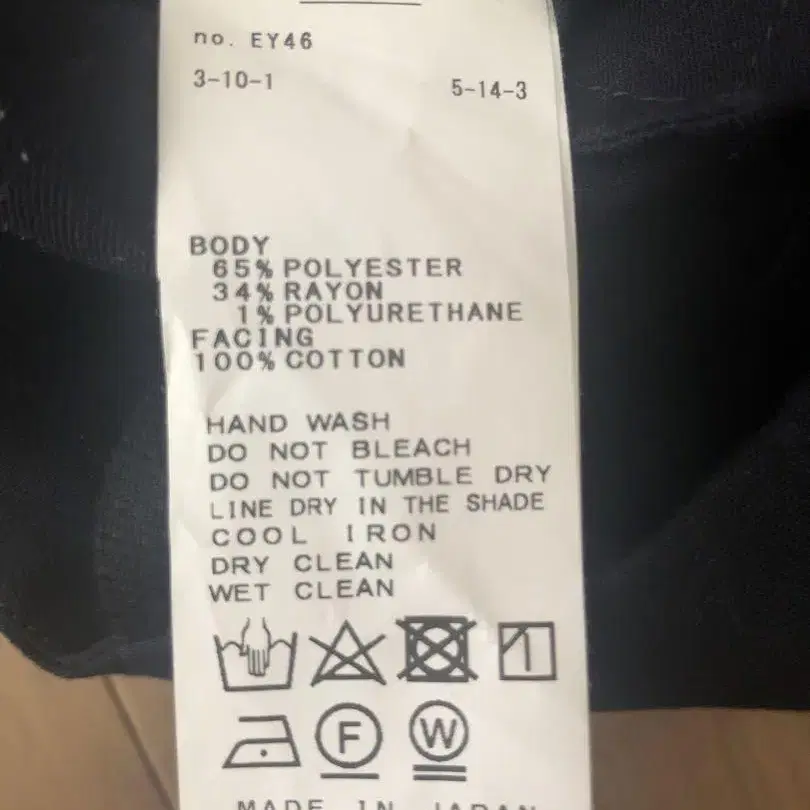 no. EY46
3-10-1 5-14-3
BODY
65% POLYESTER
34% RAYON
1% POLYURETHANE
FACING
100% COTTON
HAND WASH
DO NOT BLEACH
DO NOT TUMBLE DRY
LINE DRY IN THE SHADE
COOL IRON
DRY CLEAN
WET CLEAN
F W
MADE IN JAPAN